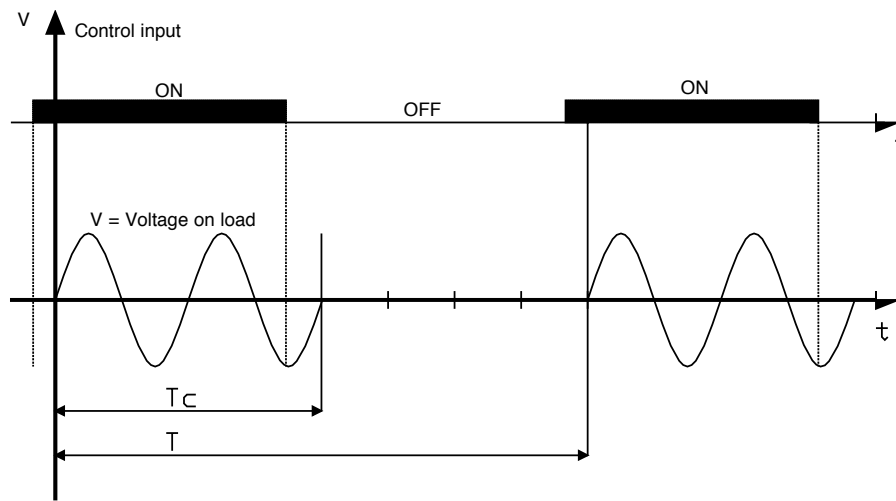 V
Control input
ON
ON
OFF
V = Voltage on load
t
Tc
T